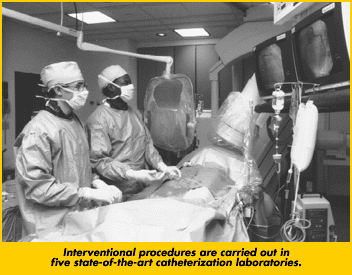 Interventional procedures are carried out in
five state-of-the-art catheterization laboratories.